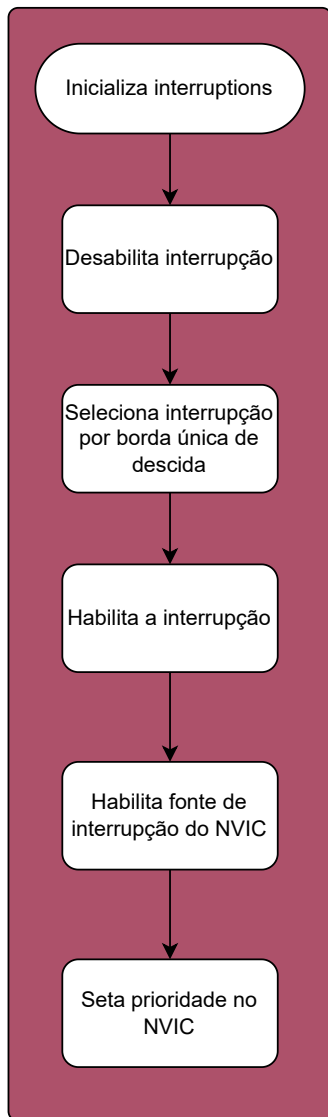 Inicializa interruptions
Desabilita interrupção
Seleciona interrupção
por borda única de
descida
Habilita a interrupção
Habilita fonte de
interrupção do NVIC
Seta prioridade no
NVIC